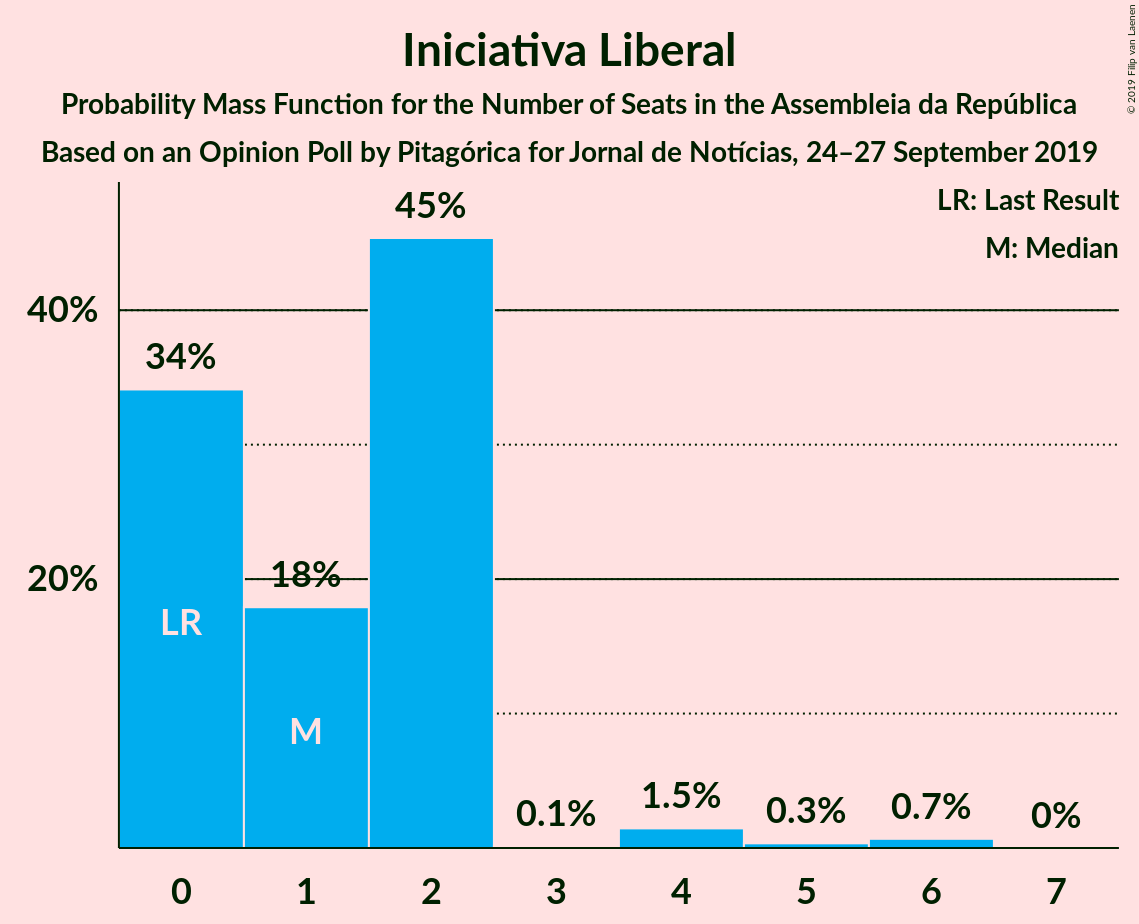 Iniciativa Liberal
Probability Mass Function for the Number of Seats in the Assembleia da República
Based on an Opinion Poll by Pitagórica for Jornal de Notícias, 24–27 September 2019
© 2019 Filip van Laenen
LR: Last Result
M: Median
45%
40%
34%
18%
20%
LR
M
0.1%
1.5%
0.3%
0.7%
0%
0 1 2 3 4 5 6 7